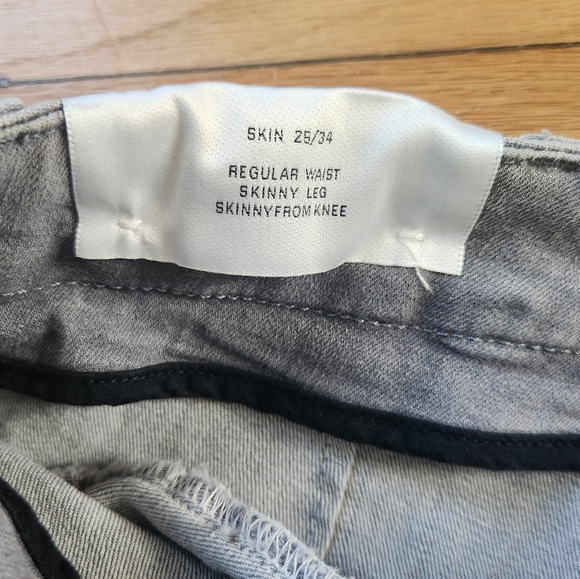 SKIN 25/34
REGULAR WAIST
SKINNY LEG
SKINNYFROMKNEE